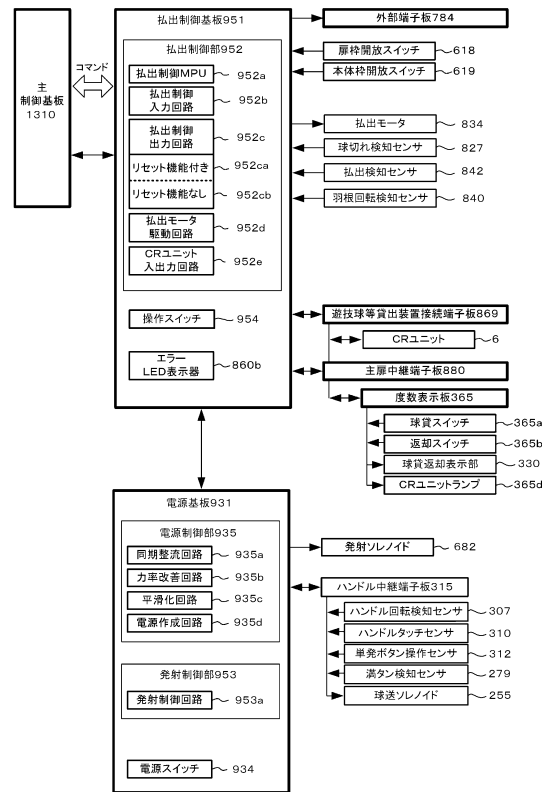 主
制御基板
1310
コマンド
払出制御基板951
払出制御部952
払出制御MPU 952a
払出制御
入力回路 952b
払出制御
出力回路 952c
リセット機能付き 952ca
リセット機能なし 952cb
払出モータ
駆動回路 952d
CRユニット
入出力回路 952e
操作スイッチ 954
エラー
LED表示器 860b
外部端子板784
扉枠開放スイッチ 618
本体枠開放スイッチ 619
払出モータ 834
球切れ検知センサ 827
払出検知センサ 842
羽根回転検知センサ 840
遊技球等貸出装置接続端子板869
CRユニット 6
主扉中継端子板880
度数表示板365
球貸スイッチ 365a
返却スイッチ 365b
球貸返却表示部 330
CRユニットランプ 365d
電源基板931
電源制御部935
同期整流回路 935a
力率改善回路 935b
平滑化回路 935c
電源作成回路 935d
発射制御部953
発射制御回路 953a
電源スイッチ 934
発射ソレノイド 682
ハンドル中継端子板315
ハンドル回転検知センサ 307
ハンドルタッチセンサ 310
単発ボタン操作センサ 312
満タン検知センサ 279
球送ソレノイド 255